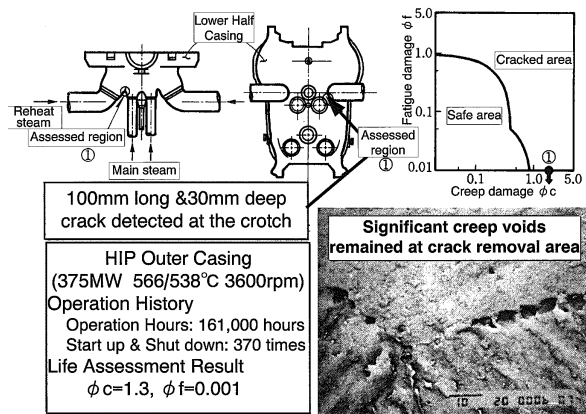 Lower Half
Casing
Reheat
steam
Assessed region
①
Main steam
Assessed
region
①
Fatigue damage φf
5.0
1.0
0.1
0.01
Cracked area
Safe area
①
0.1
1.0
5.0
Creep damage φc
100mm long &30mm deep
crack detected at the crotch
HIP Outer Casing
(375MW 566/538°C 3600rpm)
Operation History
Operation Hours: 161,000 hours
Start up & Shut down: 370 times
Life Assessment Result
φc=1.3, φf=0.001
Significant creep voids
remained at crack removal area